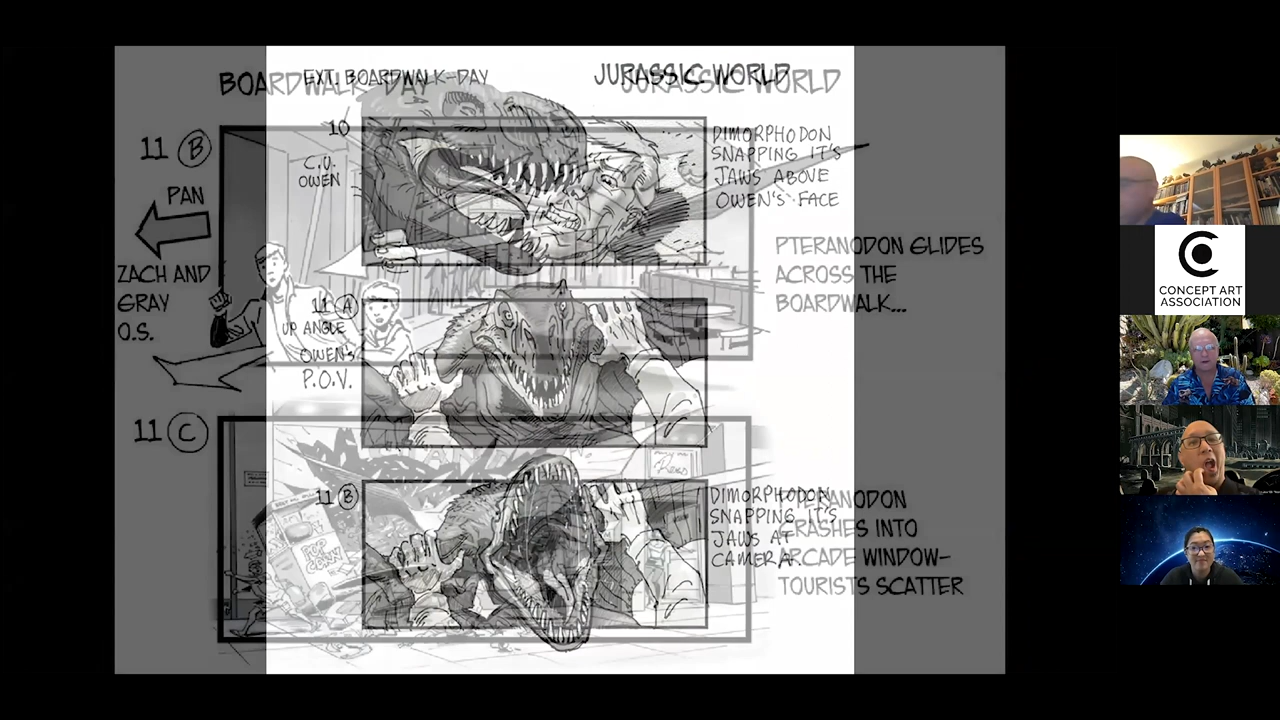 BOARDWALK-DAY
JURASSIC WORLD
EXT. BOARDWALK-DAY
JURASSIC WORLD
10
C.U.
OWEN
DIMORPHODON
SNAPPING IT'S
JAWS ABOVE
OWEN'S FACE
11 B
PAN
ZACH AND
GRAY
O.S.
PTERANODON GLIDES
ACROSS THE
BOARDWALK...
11 A
UP ANGLE
OWEN'S
P.O.V.
11 C
11 B
DIMORPHODON
SNAPPING IT'S
JAWS AT
CAMERA.
PTERANODON
CRASHES INTO
ARCADE WINDOW-
TOURISTS SCATTER
POP
CORN
CONCEPT ART
ASSOCIATION